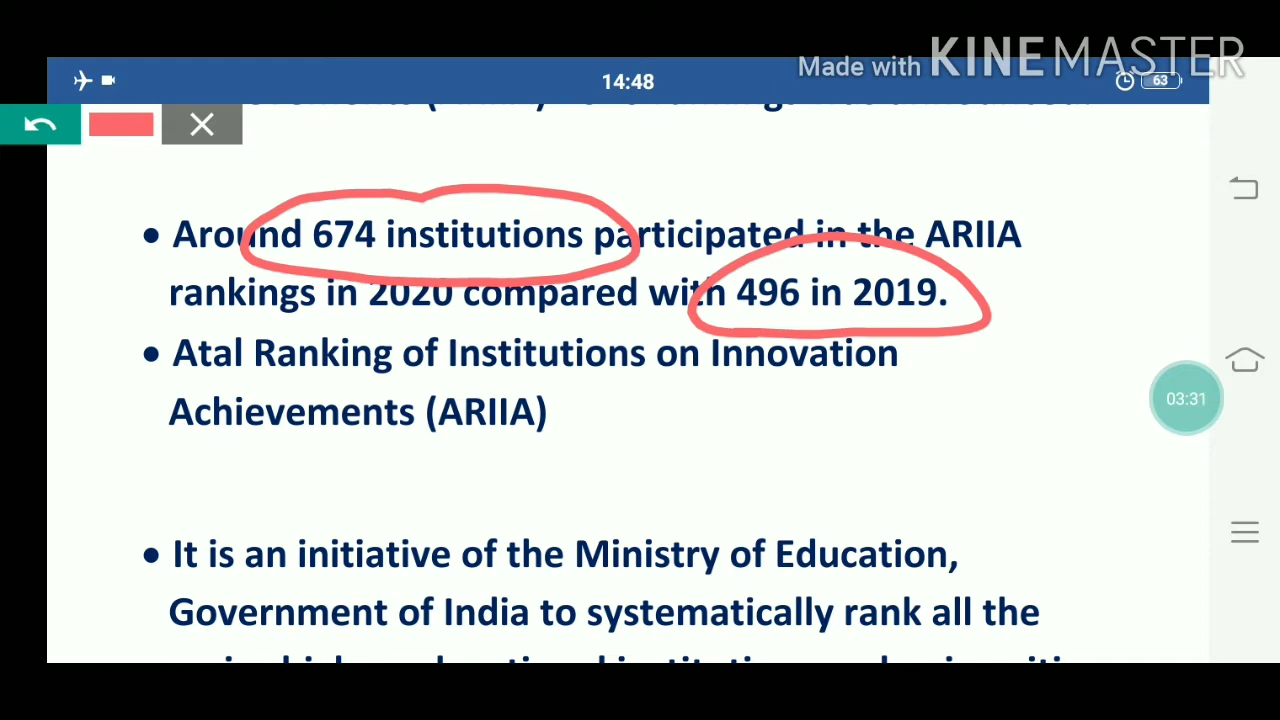 Made with KINEMASTER
14:48
63
• Around 674 institutions participated in the ARIIA
rankings in 2020 compared with 496 in 2019.
• Atal Ranking of Institutions on Innovation
Achievements (ARIIA)
03:31
• It is an initiative of the Ministry of Education,
Government of India to systematically rank all the